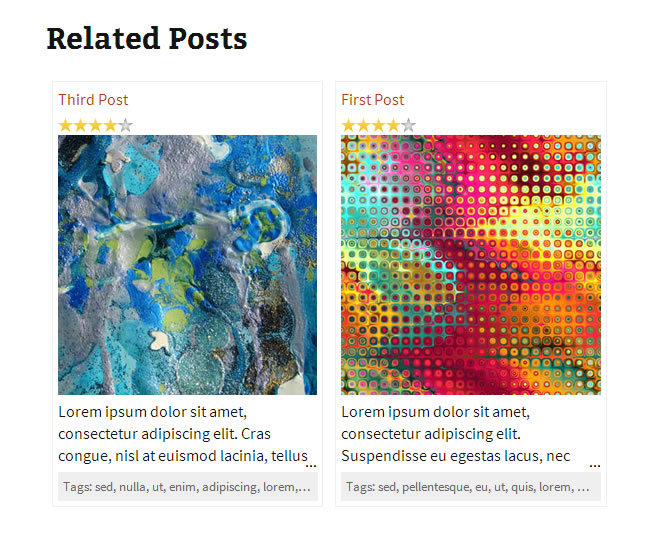 Related Posts
Third Post
Lorem ipsum dolor sit amet,
consectetur adipiscing elit. Cras
congue, nisl at euismod lacinia, tellus
...
Tags: sed, nulla, ut, enim, adipiscing, lorem,...
First Post
Lorem ipsum dolor sit amet,
consectetur adipiscing elit.
Suspendisse eu egestas lacus, nec
...
Tags: sed, pellentesque, eu, ut, quis, lorem, ...